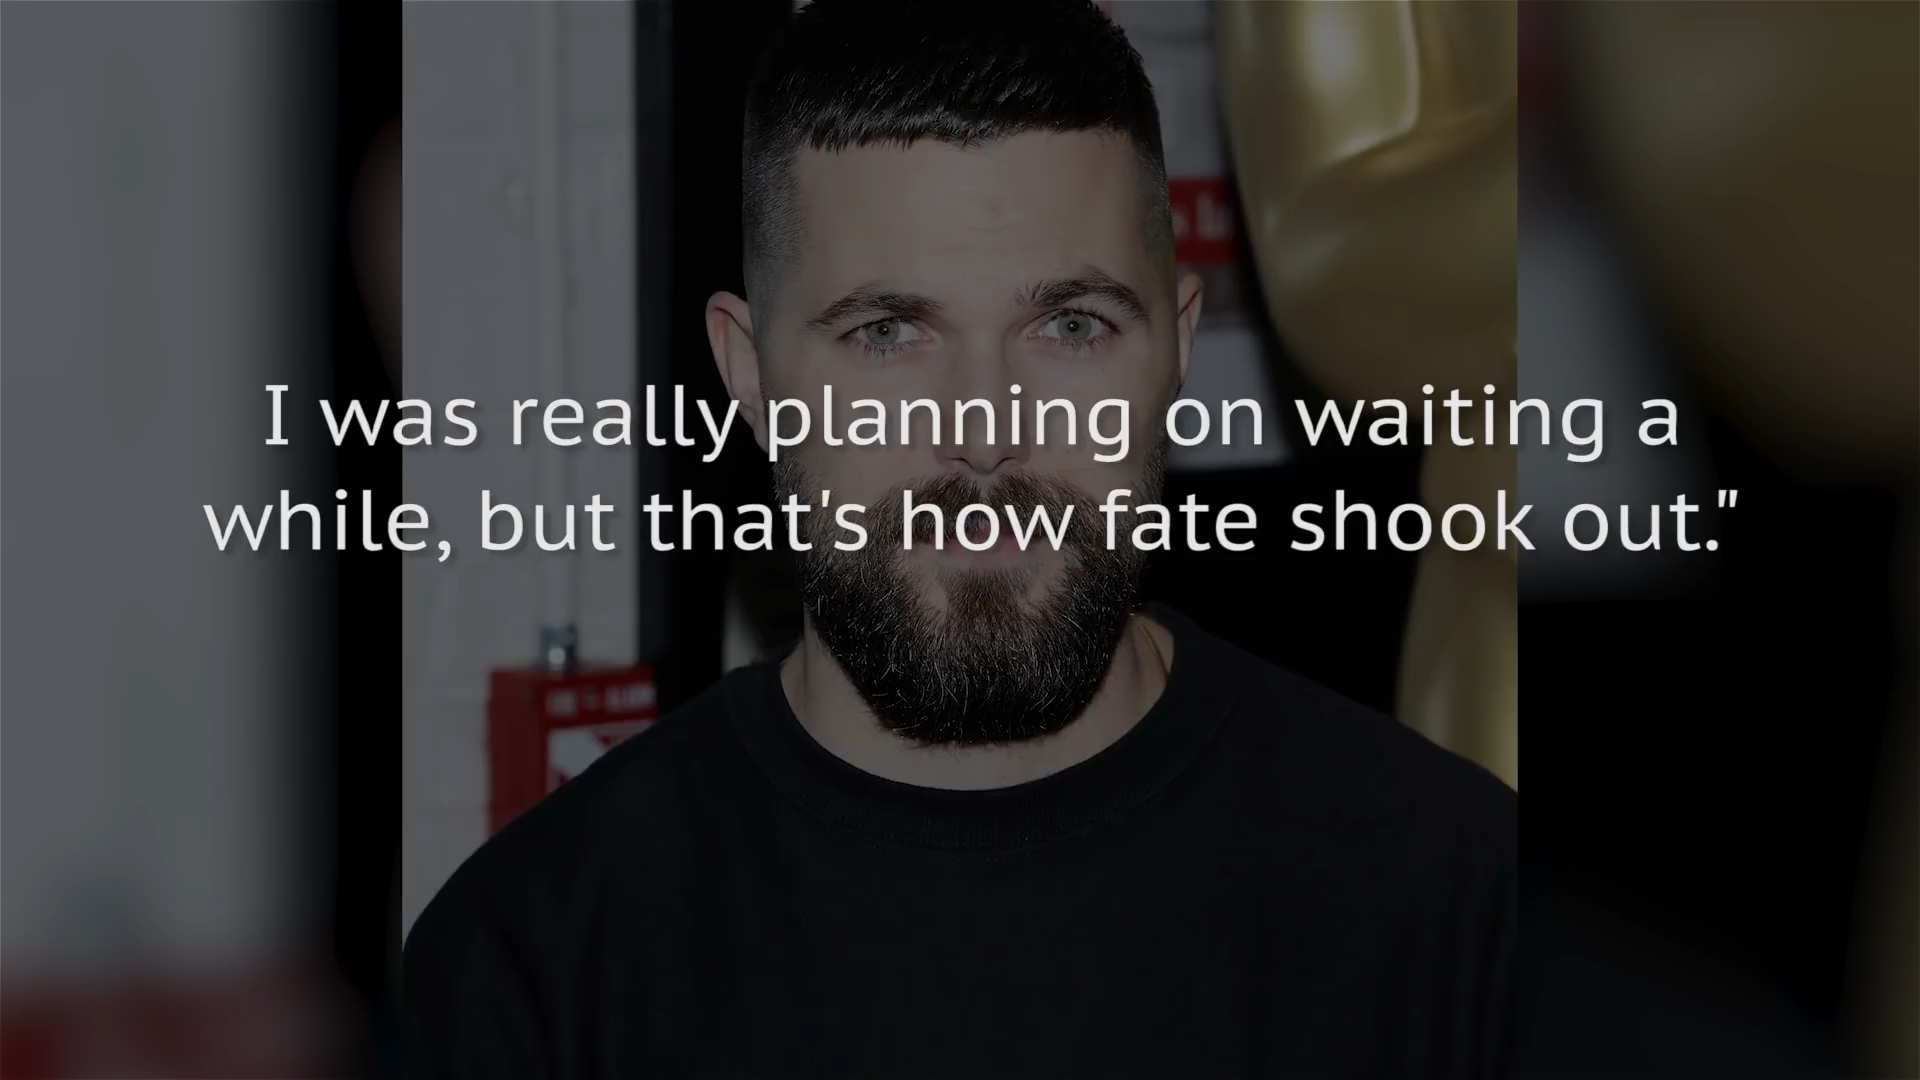 I was really planning on waiting a
while, but that's how fate shook out."